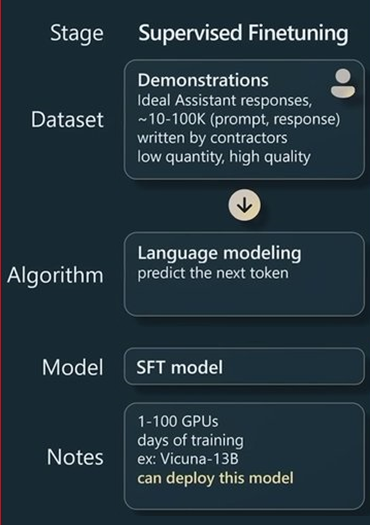 Stage
Supervised Finetuning
Dataset
Demonstrations
Ideal Assistant responses,
~10-100K (prompt, response)
written by contractors
low quantity, high quality
Algorithm
Language modeling
predict the next token
Model
SFT model
Notes
1-100 GPUs
days of training
ex: Vicuna-13B
can deploy this model